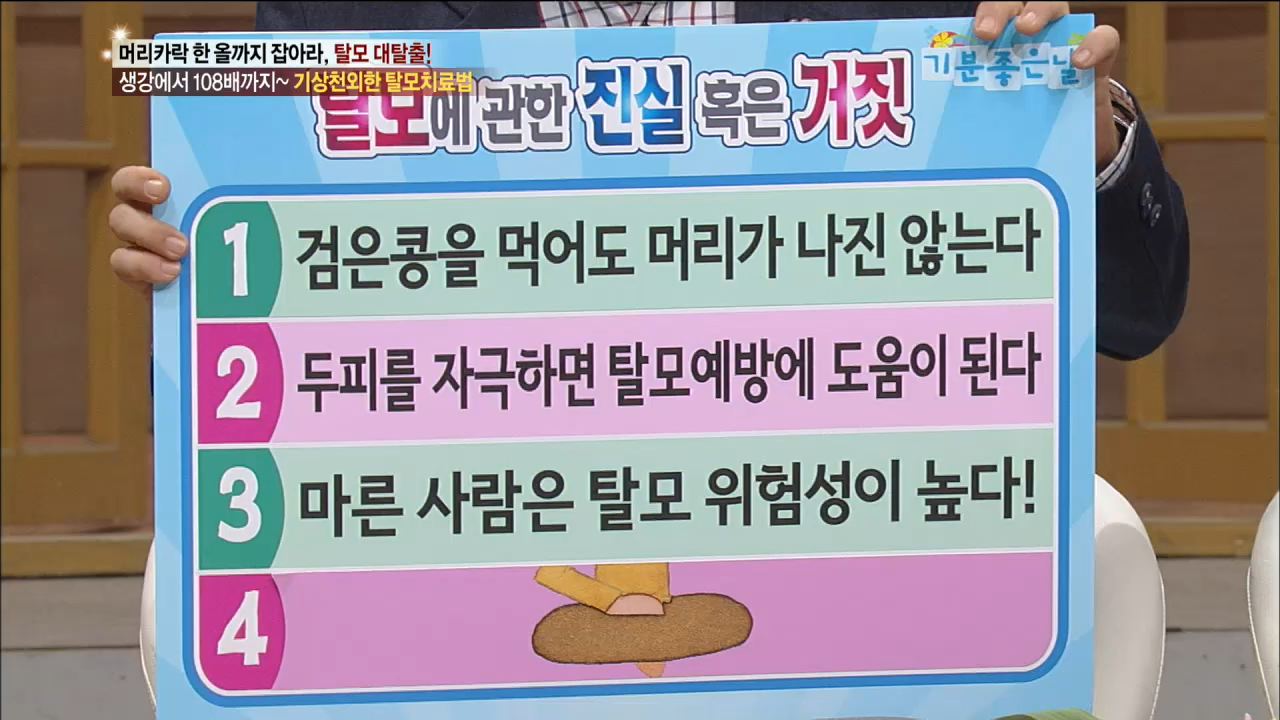 머리카락 한 올까지 잡아라, 탈모 대탈출!
생강에서 108배까지~ 기상천외한 탈모치료법
기분좋은날
탈모에 관한 진실 혹은 거짓
1 검은콩을 먹어도 머리가 나진 않는다
2 두피를 자극하면 탈모예방에 도움이 된다
3 마른 사람은 탈모 위험성이 높다!
4